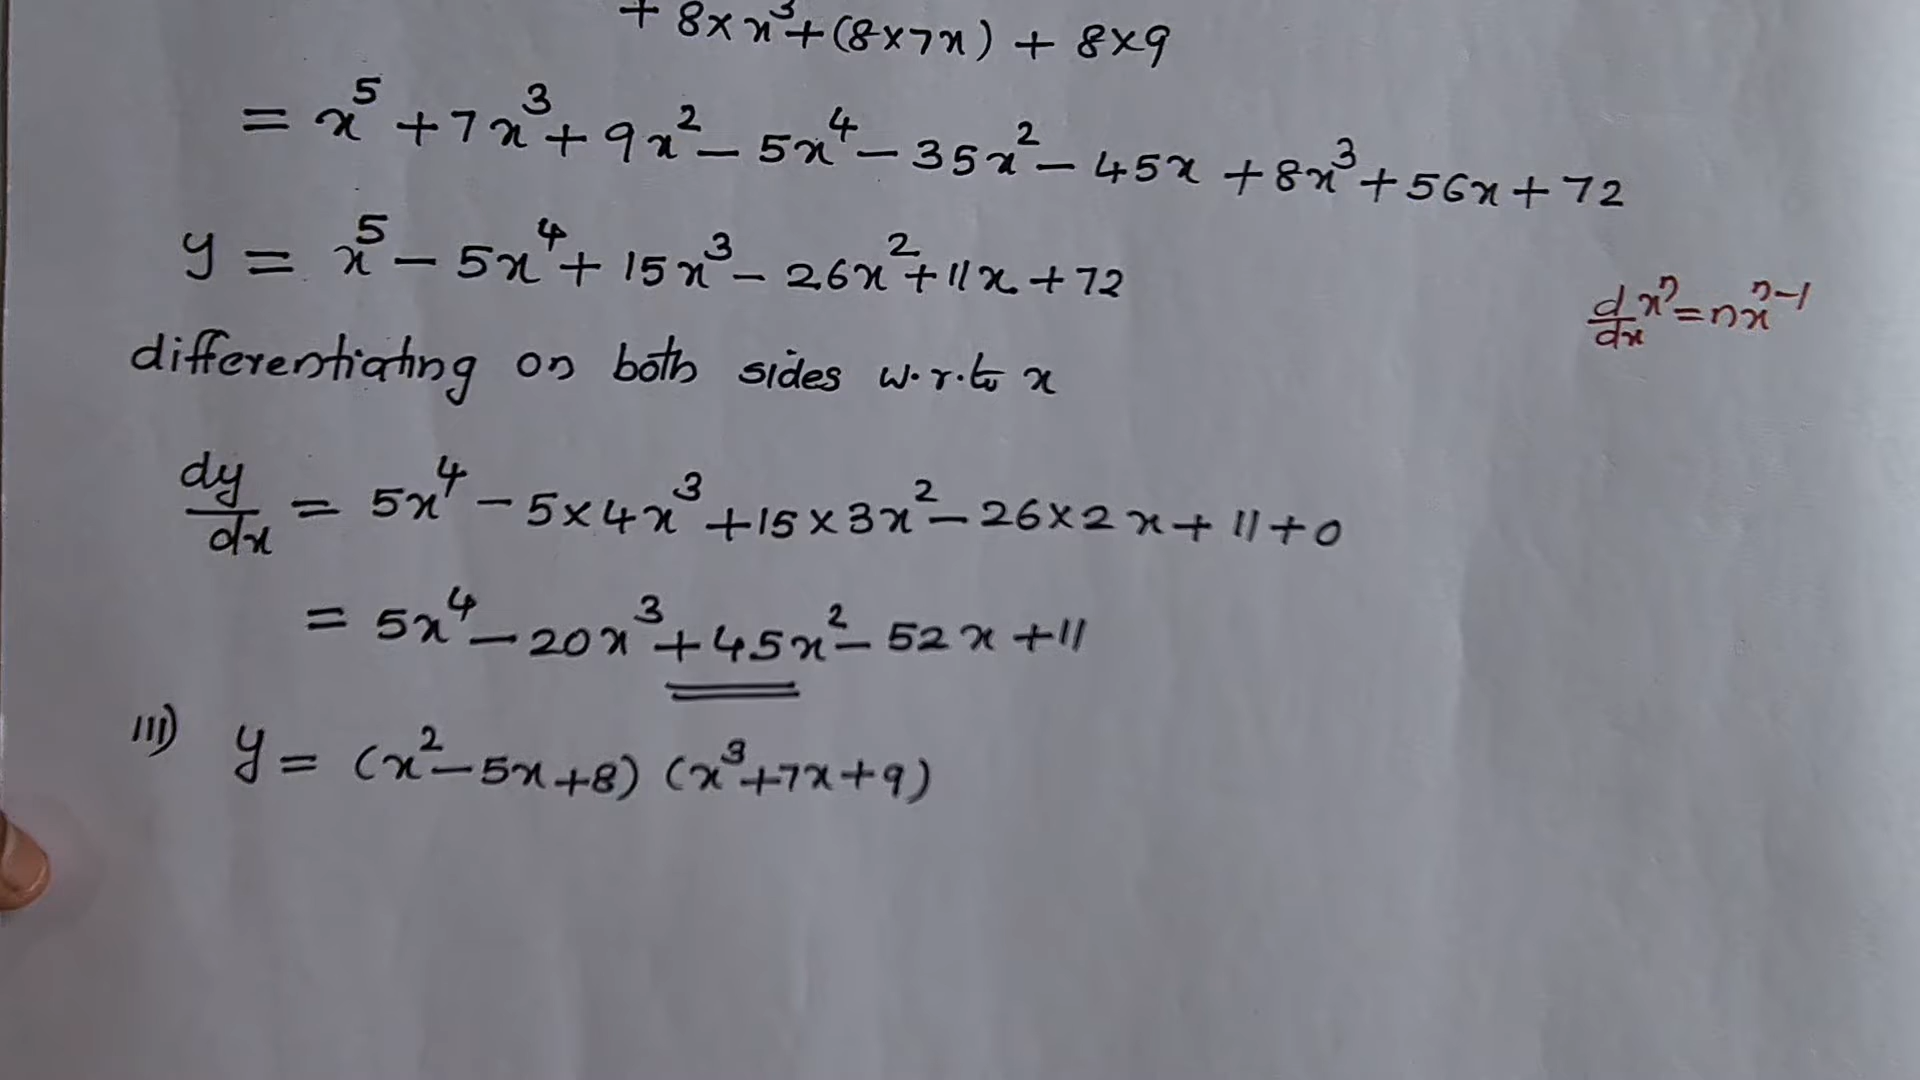 + 8×x³+(8×7x) + 8×9
= x⁵ +7x³+ 9x² – 5x⁴ – 35x² – 45x +8x³+56x+72
y = x⁵ – 5x⁴+ 15x³ – 26x²+11x +72
d/dx xⁿ = nxⁿ⁻¹
differentiating on both sides w.r.to x
dy/dx = 5x⁴ – 5×4x³ +15×3x² – 26×2x + 11+0
= 5x⁴ – 20x³ +45x² – 52x +11
III) y = (x² – 5x+8) (x³+7x+9)